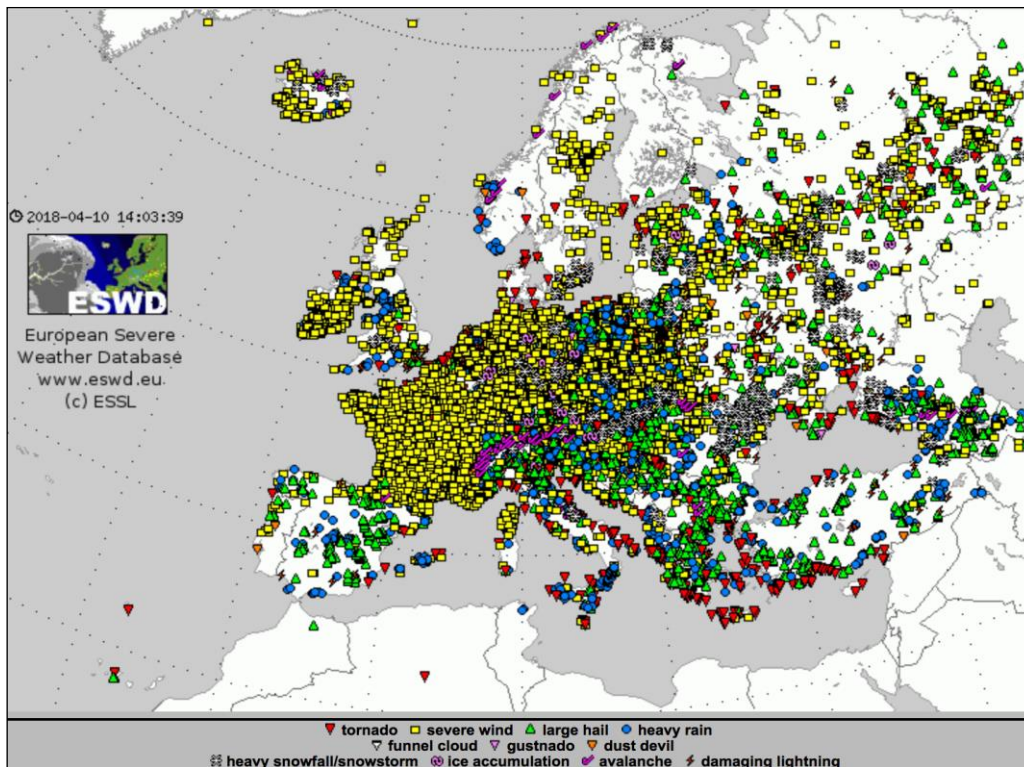 2018-04-10 14:03:39
ESWD
European Severe
Weather Database
www.eswd.eu
(c) ESSL
tornado severe wind large hail heavy rain
funnel cloud gustnado dust devil
heavy snowfall/snowstorm ice accumulation avalanche damaging lightning